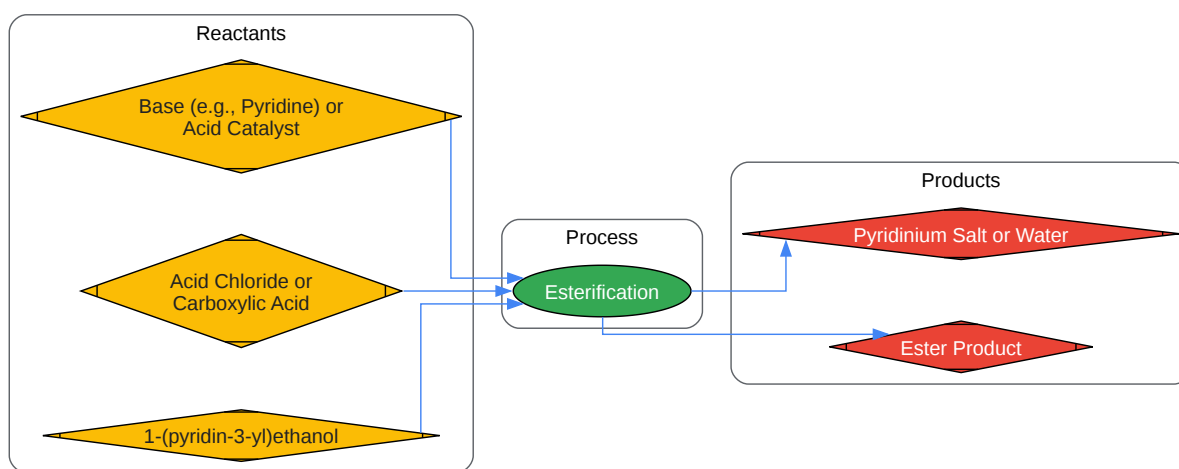 Reactants
Base (e.g., Pyridine) or
Acid Catalyst
Acid Chloride or
Carboxylic Acid
1-(pyridin-3-yl)ethanol
Process
Esterification
Products
Pyridinium Salt or Water
Ester Product